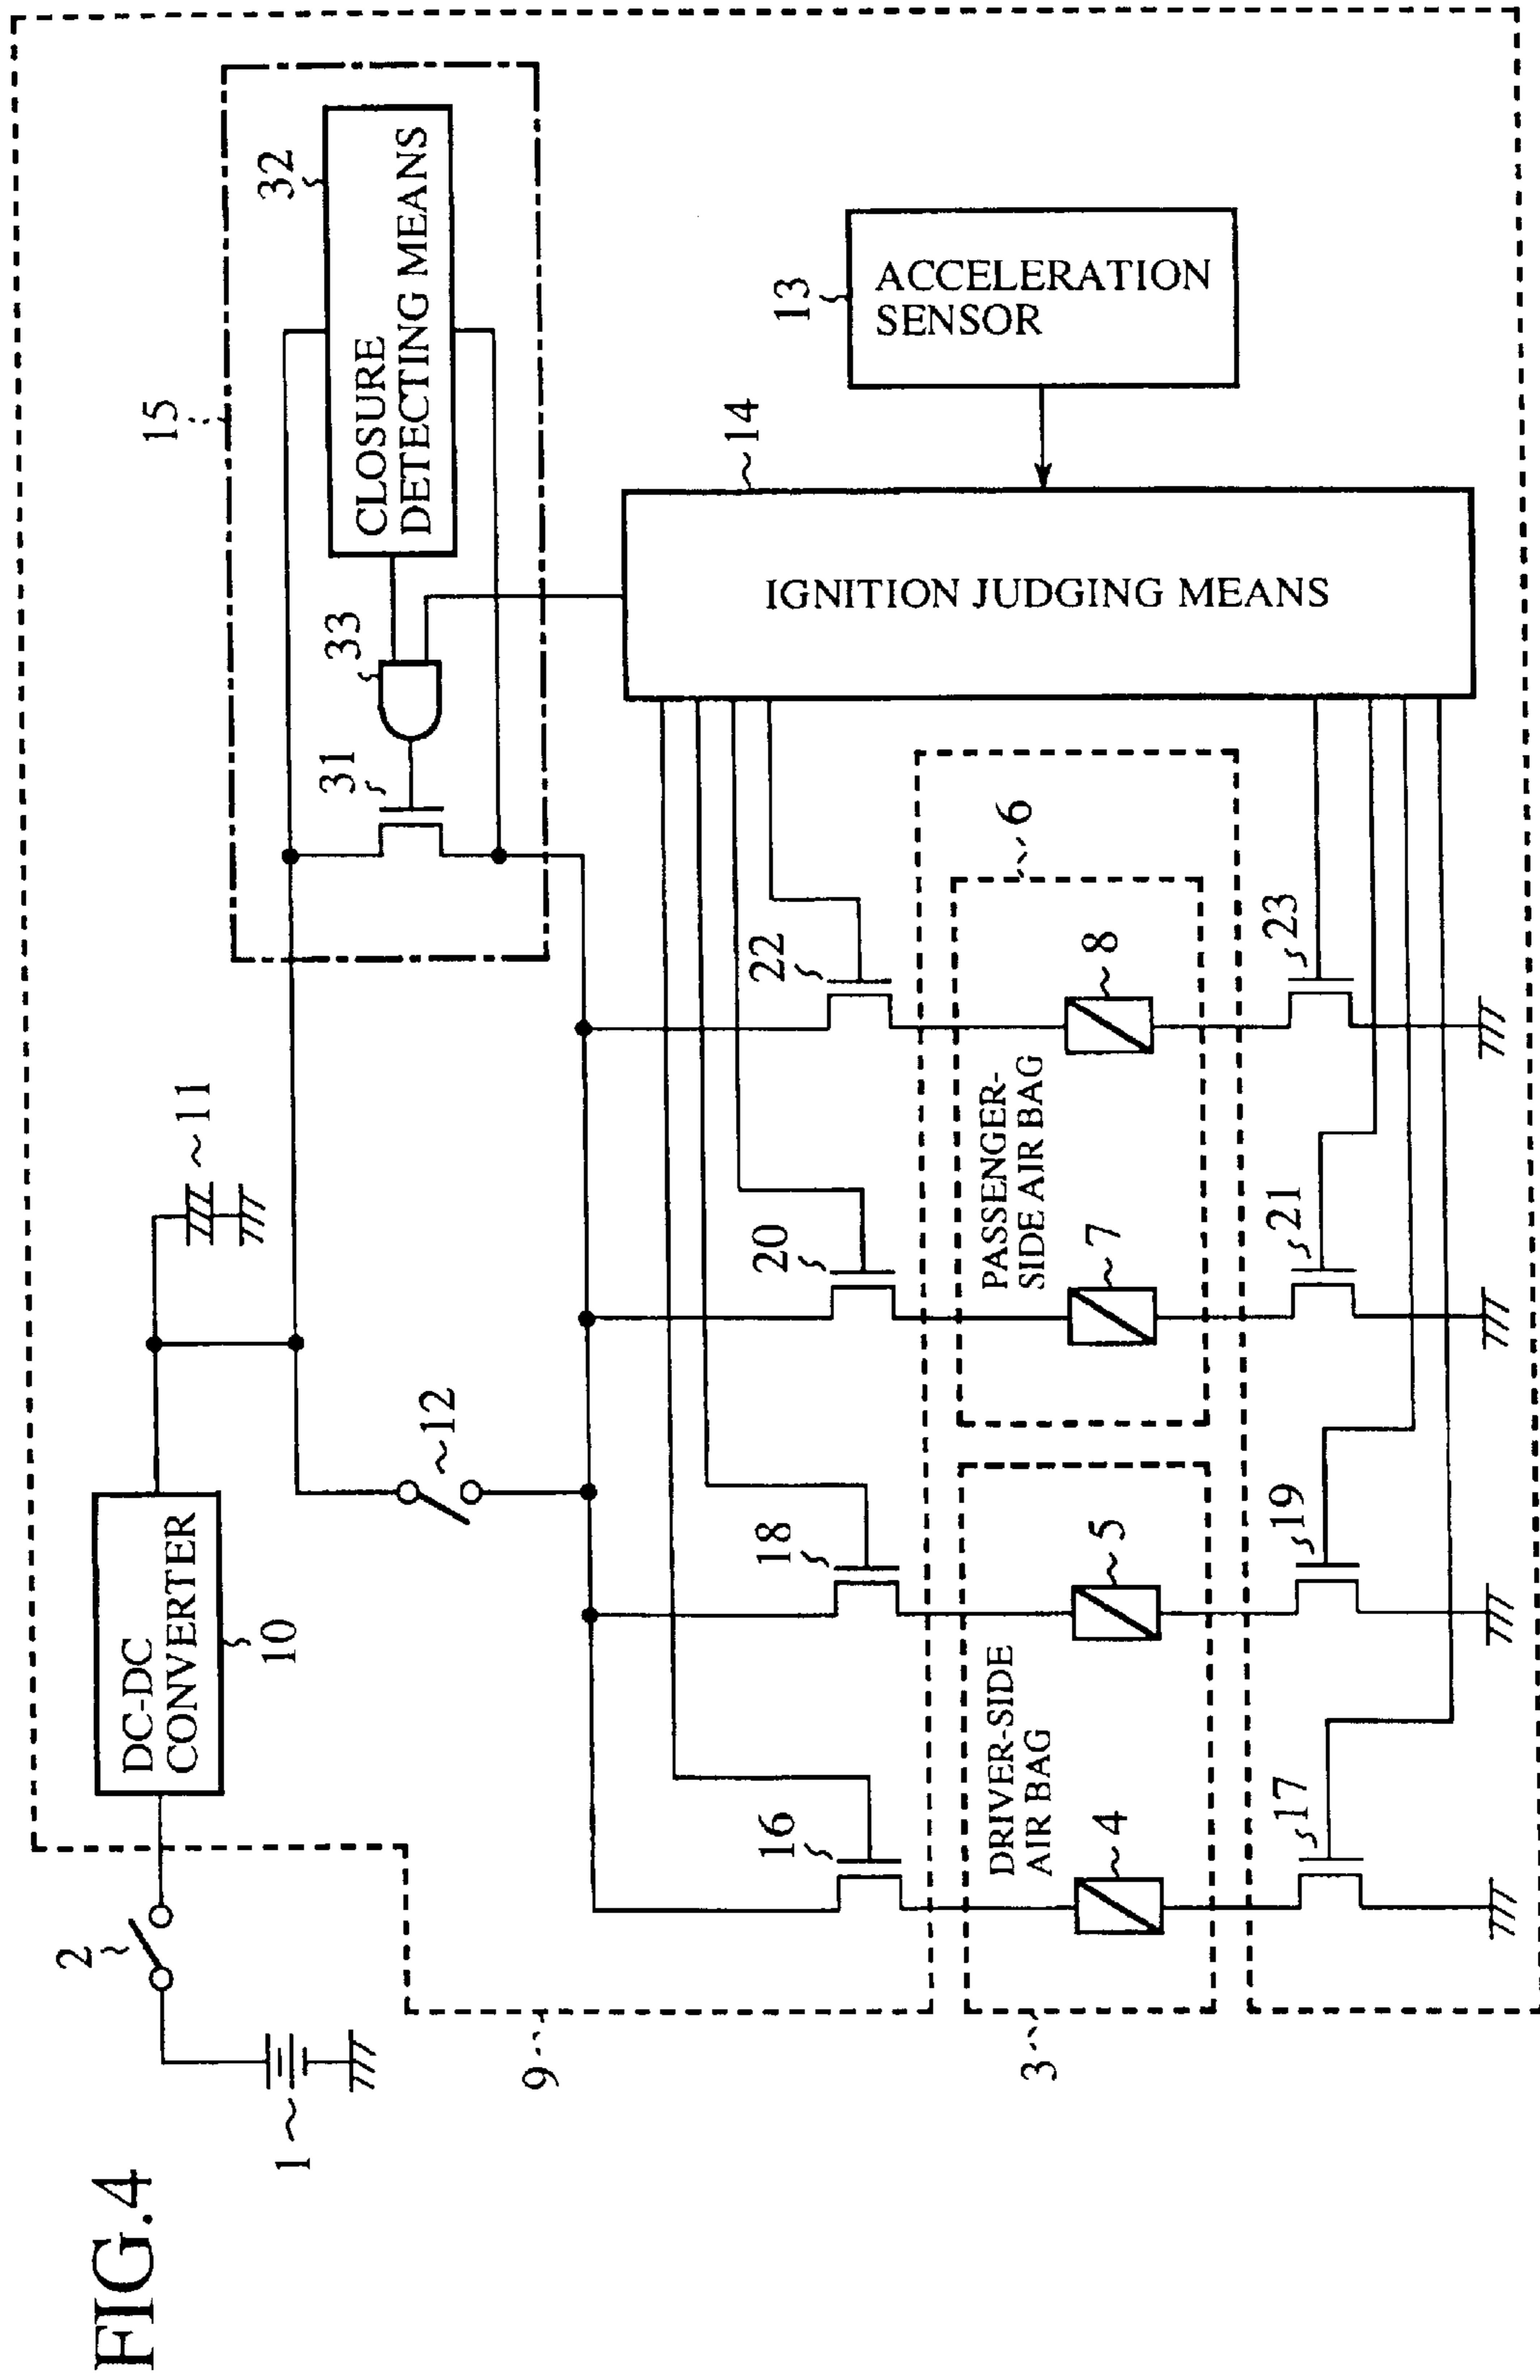 FIG.4
1
2
DC-DC
CONVERTER
10
11
12
15
31
33
32
CLOSURE
DETECTING MEANS
9
16
18
20
22
14
IGNITION JUDGING MEANS
13
ACCELERATION
SENSOR
3
DRIVER-SIDE
AIR BAG
4
5
PASSENGER-
SIDE AIR BAG
7
8
6
17
19
21
23